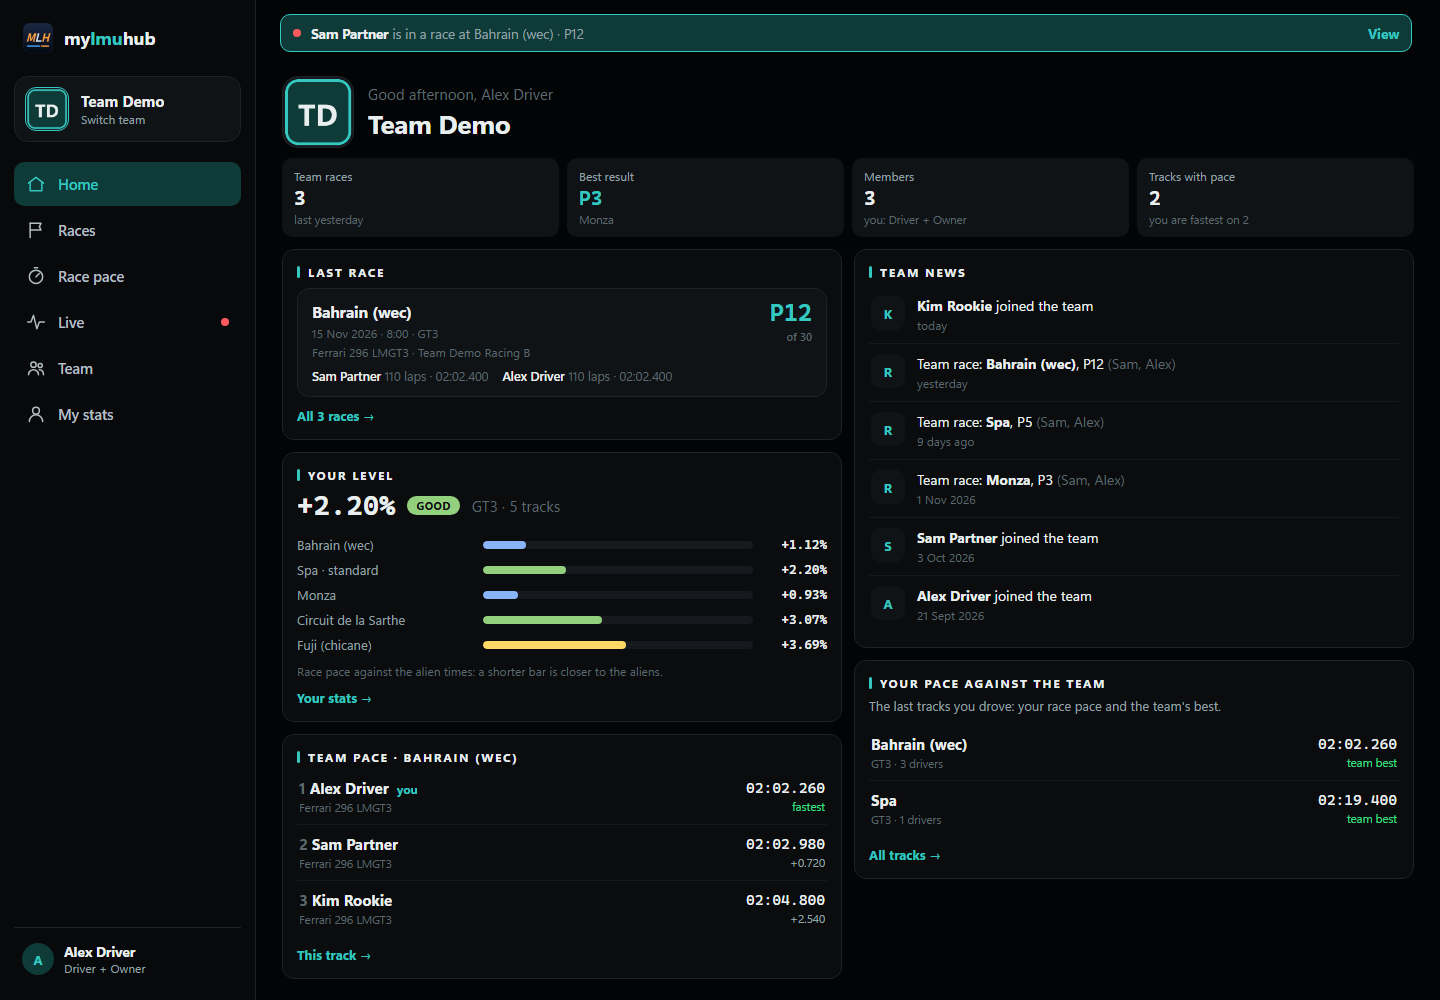 MLH
mylmuhub
TD
Team Demo
Switch team
Home
Races
Race pace
Live
Team
My stats
A
Alex Driver
Driver + Owner
Sam Partner is in a race at Bahrain (wec) · P12
View
TD
Good afternoon, Alex Driver
Team Demo
Team races
3
last yesterday
Best result
P3
Monza
Members
3
you: Driver + Owner
Tracks with pace
2
you are fastest on 2
LAST RACE
Bahrain (wec)
P12
15 Nov 2026 · 8:00 · GT3
of 30
Ferrari 296 LMGT3 · Team Demo Racing B
Sam Partner 110 laps · 02:02.400 Alex Driver 110 laps · 02:02.400
All 3 races →
YOUR LEVEL
+2.20% GOOD GT3 · 5 tracks
Bahrain (wec) +1.12%
Spa · standard +2.20%
Monza +0.93%
Circuit de la Sarthe +3.07%
Fuji (chicane) +3.69%
Race pace against the alien times: a shorter bar is closer to the aliens.
Your stats →
TEAM PACE · BAHRAIN (WEC)
1 Alex Driver you 02:02.260
Ferrari 296 LMGT3 fastest
2 Sam Partner 02:02.980
Ferrari 296 LMGT3 +0.720
3 Kim Rookie 02:04.800
Ferrari 296 LMGT3 +2.540
This track →
TEAM NEWS
K
Kim Rookie joined the team
today
R
Team race: Bahrain (wec), P12 (Sam, Alex)
yesterday
R
Team race: Spa, P5 (Sam, Alex)
9 days ago
R
Team race: Monza, P3 (Sam, Alex)
1 Nov 2026
S
Sam Partner joined the team
3 Oct 2026
A
Alex Driver joined the team
21 Sept 2026
YOUR PACE AGAINST THE TEAM
The last tracks you drove: your race pace and the team's best.
Bahrain (wec) 02:02.260
GT3 · 3 drivers team best
Spa 02:19.400
GT3 · 1 drivers team best
All tracks →